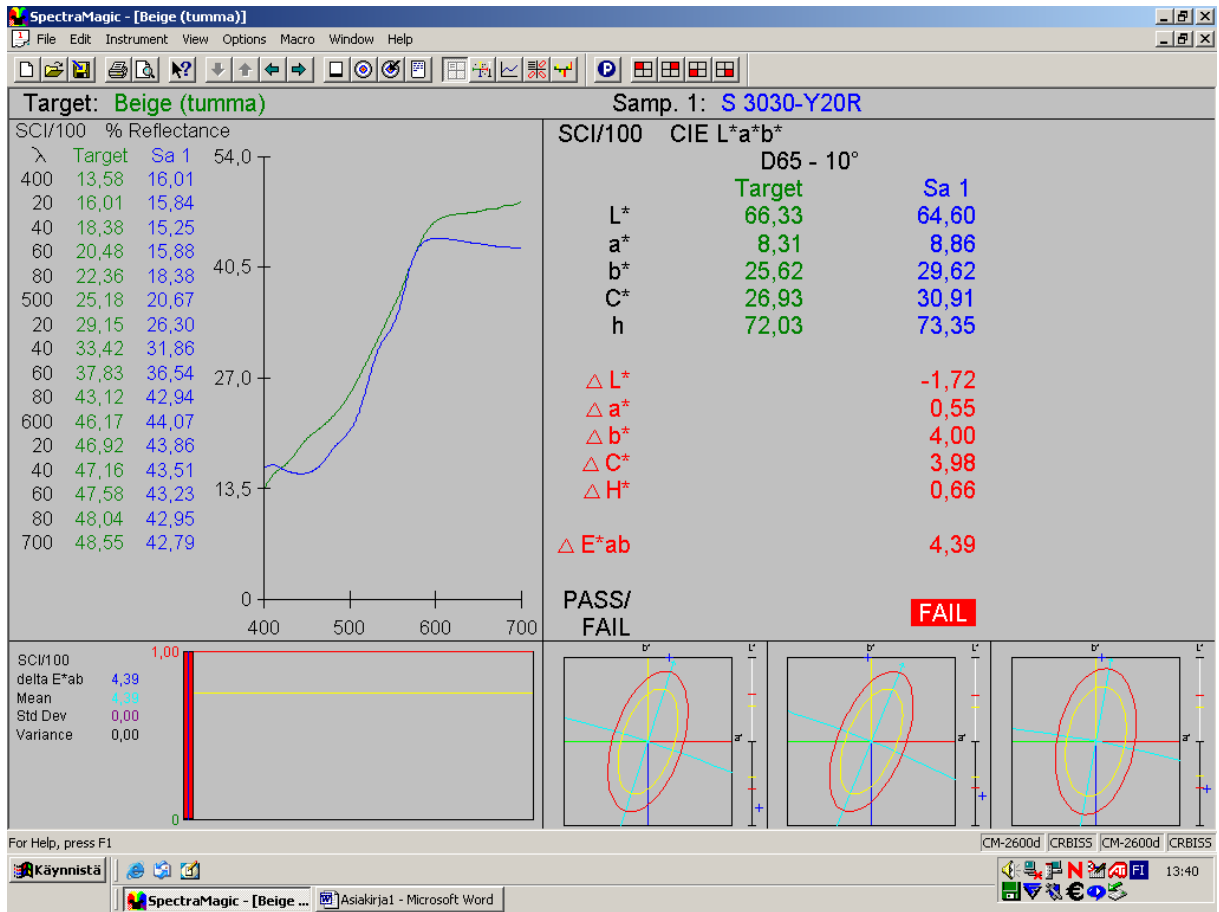 SpectraMagic - [Beige (tumma)]
File Edit Instrument View Options Macro Window Help
Target: Beige (tumma) Samp. 1: S 3030-Y20R
SCI/100 % Reflectance
λ Target Sa 1
400 13,58 16,01
20 16,01 15,84
40 18,38 15,25
60 20,48 15,88
80 22,36 18,38
500 25,18 20,67
20 29,15 26,30
40 33,42 31,86
60 37,83 36,54
80 43,12 42,94
600 46,17 44,07
20 46,92 43,86
40 47,16 43,51
60 47,58 43,23
80 48,04 42,95
700 48,55 42,79
54,0
40,5
27,0
13,5
0
400 500 600 700
SCI/100 CIE L*a*b*
D65 - 10°
Target Sa 1
L* 66,33 64,60
a* 8,31 8,86
b* 25,62 29,62
C* 26,93 30,91
h 72,03 73,35
△ L* -1,72
△ a* 0,55
△ b* 4,00
△ C* 3,98
△ H* 0,66
△ E*ab 4,39
PASS/
FAIL FAIL
SCI/100
delta E*ab 4,39
Mean 4,39
Std Dev 0,00
Variance 0,00
1,00
0
b* L*
a*
b* L*
a*
b* L*
a*
For Help, press F1
CM-2600d CRBISS CM-2600d CRBISS
Käynnistä
FI 13:40
SpectraMagic - [Beige ... Asiakirja1 - Microsoft Word